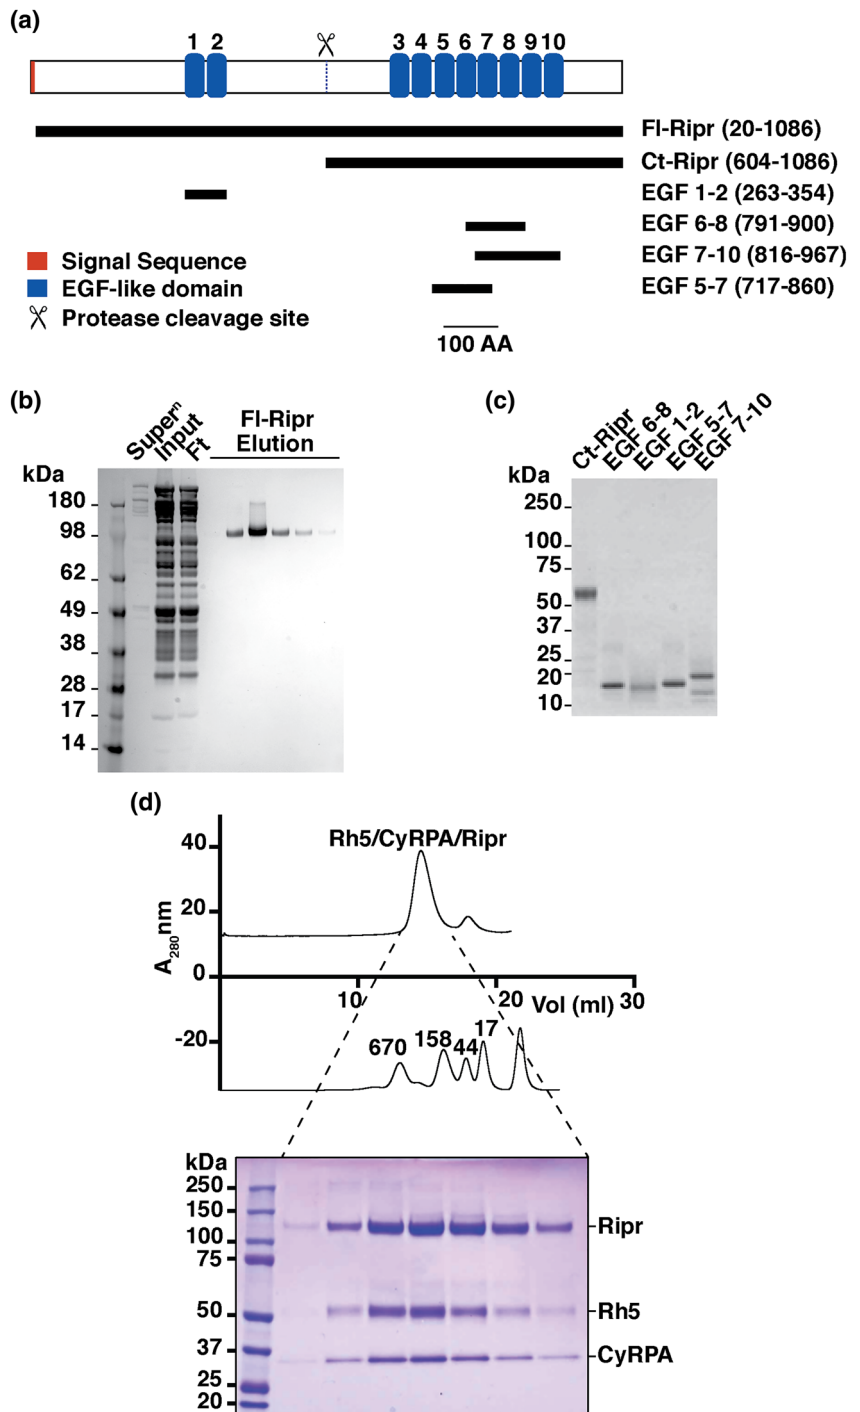 (a)
1 2 3 4 5 6 7 8 9 10
Fl-Ripr (20-1086)
Ct-Ripr (604-1086)
EGF 1-2 (263-354)
EGF 6-8 (791-900)
EGF 7-10 (816-967)
EGF 5-7 (717-860)
Signal Sequence
EGF-like domain
Protease cleavage site
100 AA
(b)
Superⁿ
Input
Ft
Fl-Ripr
Elution
kDa
180
98
62
49
38
28
17
14
(c)
Ct-Ripr
EGF 6-8
EGF 1-2
EGF 5-7
EGF 7-10
kDa
250
100
75
50
37
25
20
10
(d)
Rh5/CyRPA/Ripr
A₂₈₀nm
40
20
0
-20
10
20
Vol (ml)
30
670
158
44
17
kDa
250
150
100
75
50
37
25
20
Ripr
Rh5
CyRPA